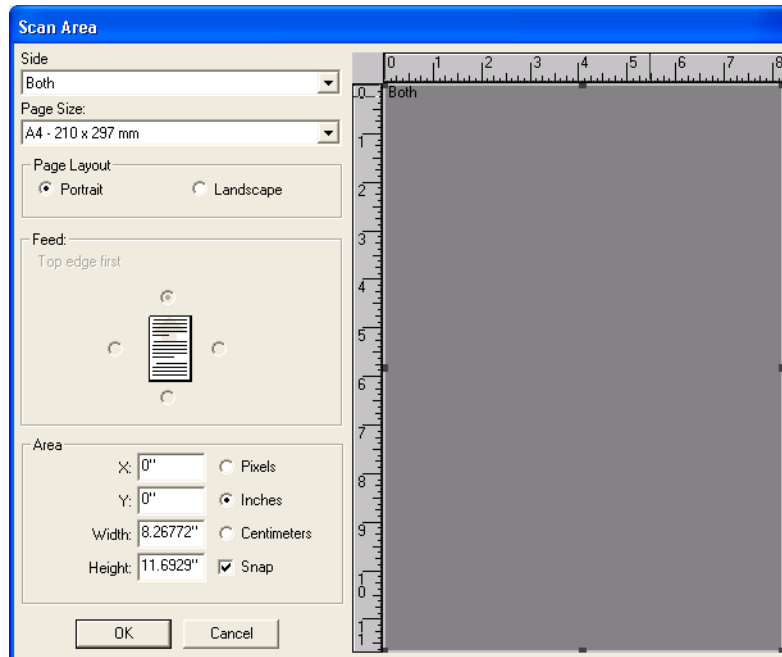 Scan Area
Side
Both
Page Size:
A4 - 210 x 297 mm
Page Layout
Portrait
Landscape
Feed:
Top edge first
Area
X: 0"
Pixels
Y: 0"
Inches
Width: 8.26772"
Centimeters
Height: 11.6929"
Snap
OK
Cancel
0 1 2 3 4 5 6 7 8
Both
0
1
2
3
4
5
6
7
8
9
10
11